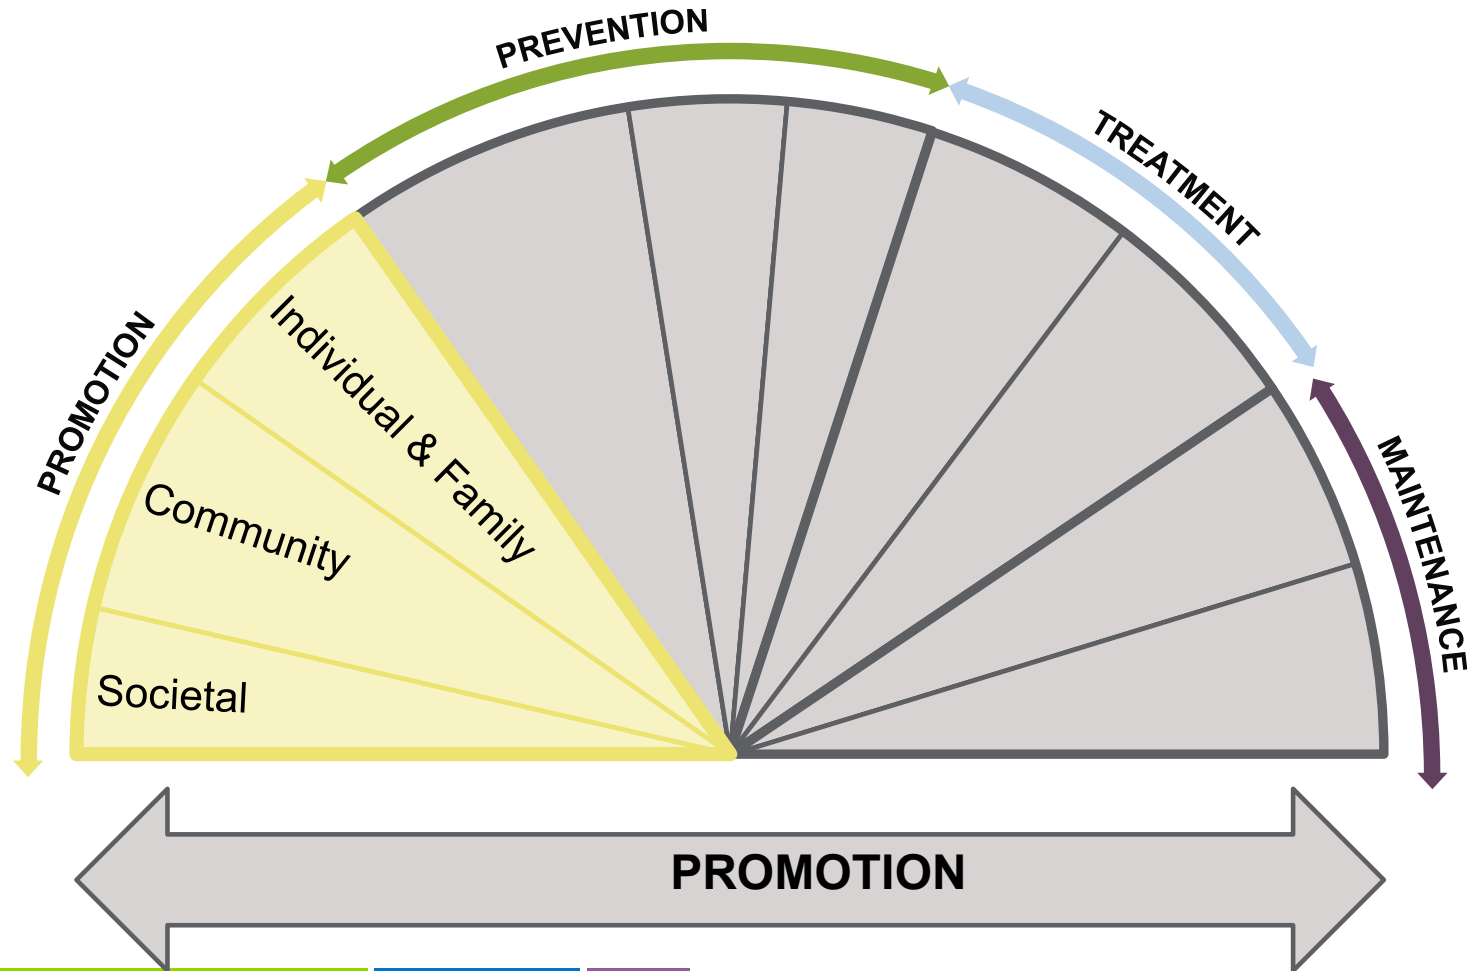 PREVENTION
TREATMENT
PROMOTION
MAINTENANCE
Individual & Family
Community
Societal
PROMOTION